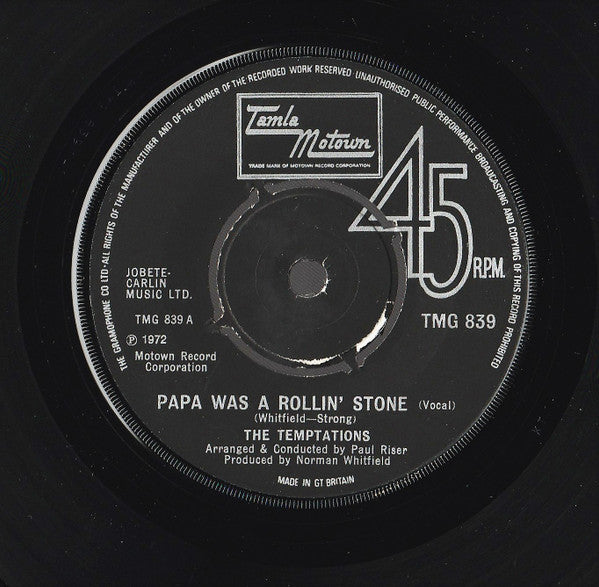 THE GRAMOPHONE CO LTD·ALL RIGHTS OF THE MANUFACTURER AND OF THE OWNER OF THE RECORDED WORK RESERVED UNAUTHORISED PUBLIC PERFORMANCE BROADCASTING AND COPYING OF THIS RECORD PROHIBITED
Tamla
Motown
TRADE MARK OF MOTOWN RECORD CORPORATION
45
R.P.M.
JOBETE-
CARLIN
MUSIC LTD.
TMG 839 A
℗ 1972
Motown Record
Corporation
TMG 839
PAPA WAS A ROLLIN' STONE (Vocal)
(Whitfield—Strong)
THE TEMPTATIONS
Arranged & Conducted by Paul Riser
Produced by Norman Whitfield
MADE IN GT BRITAIN